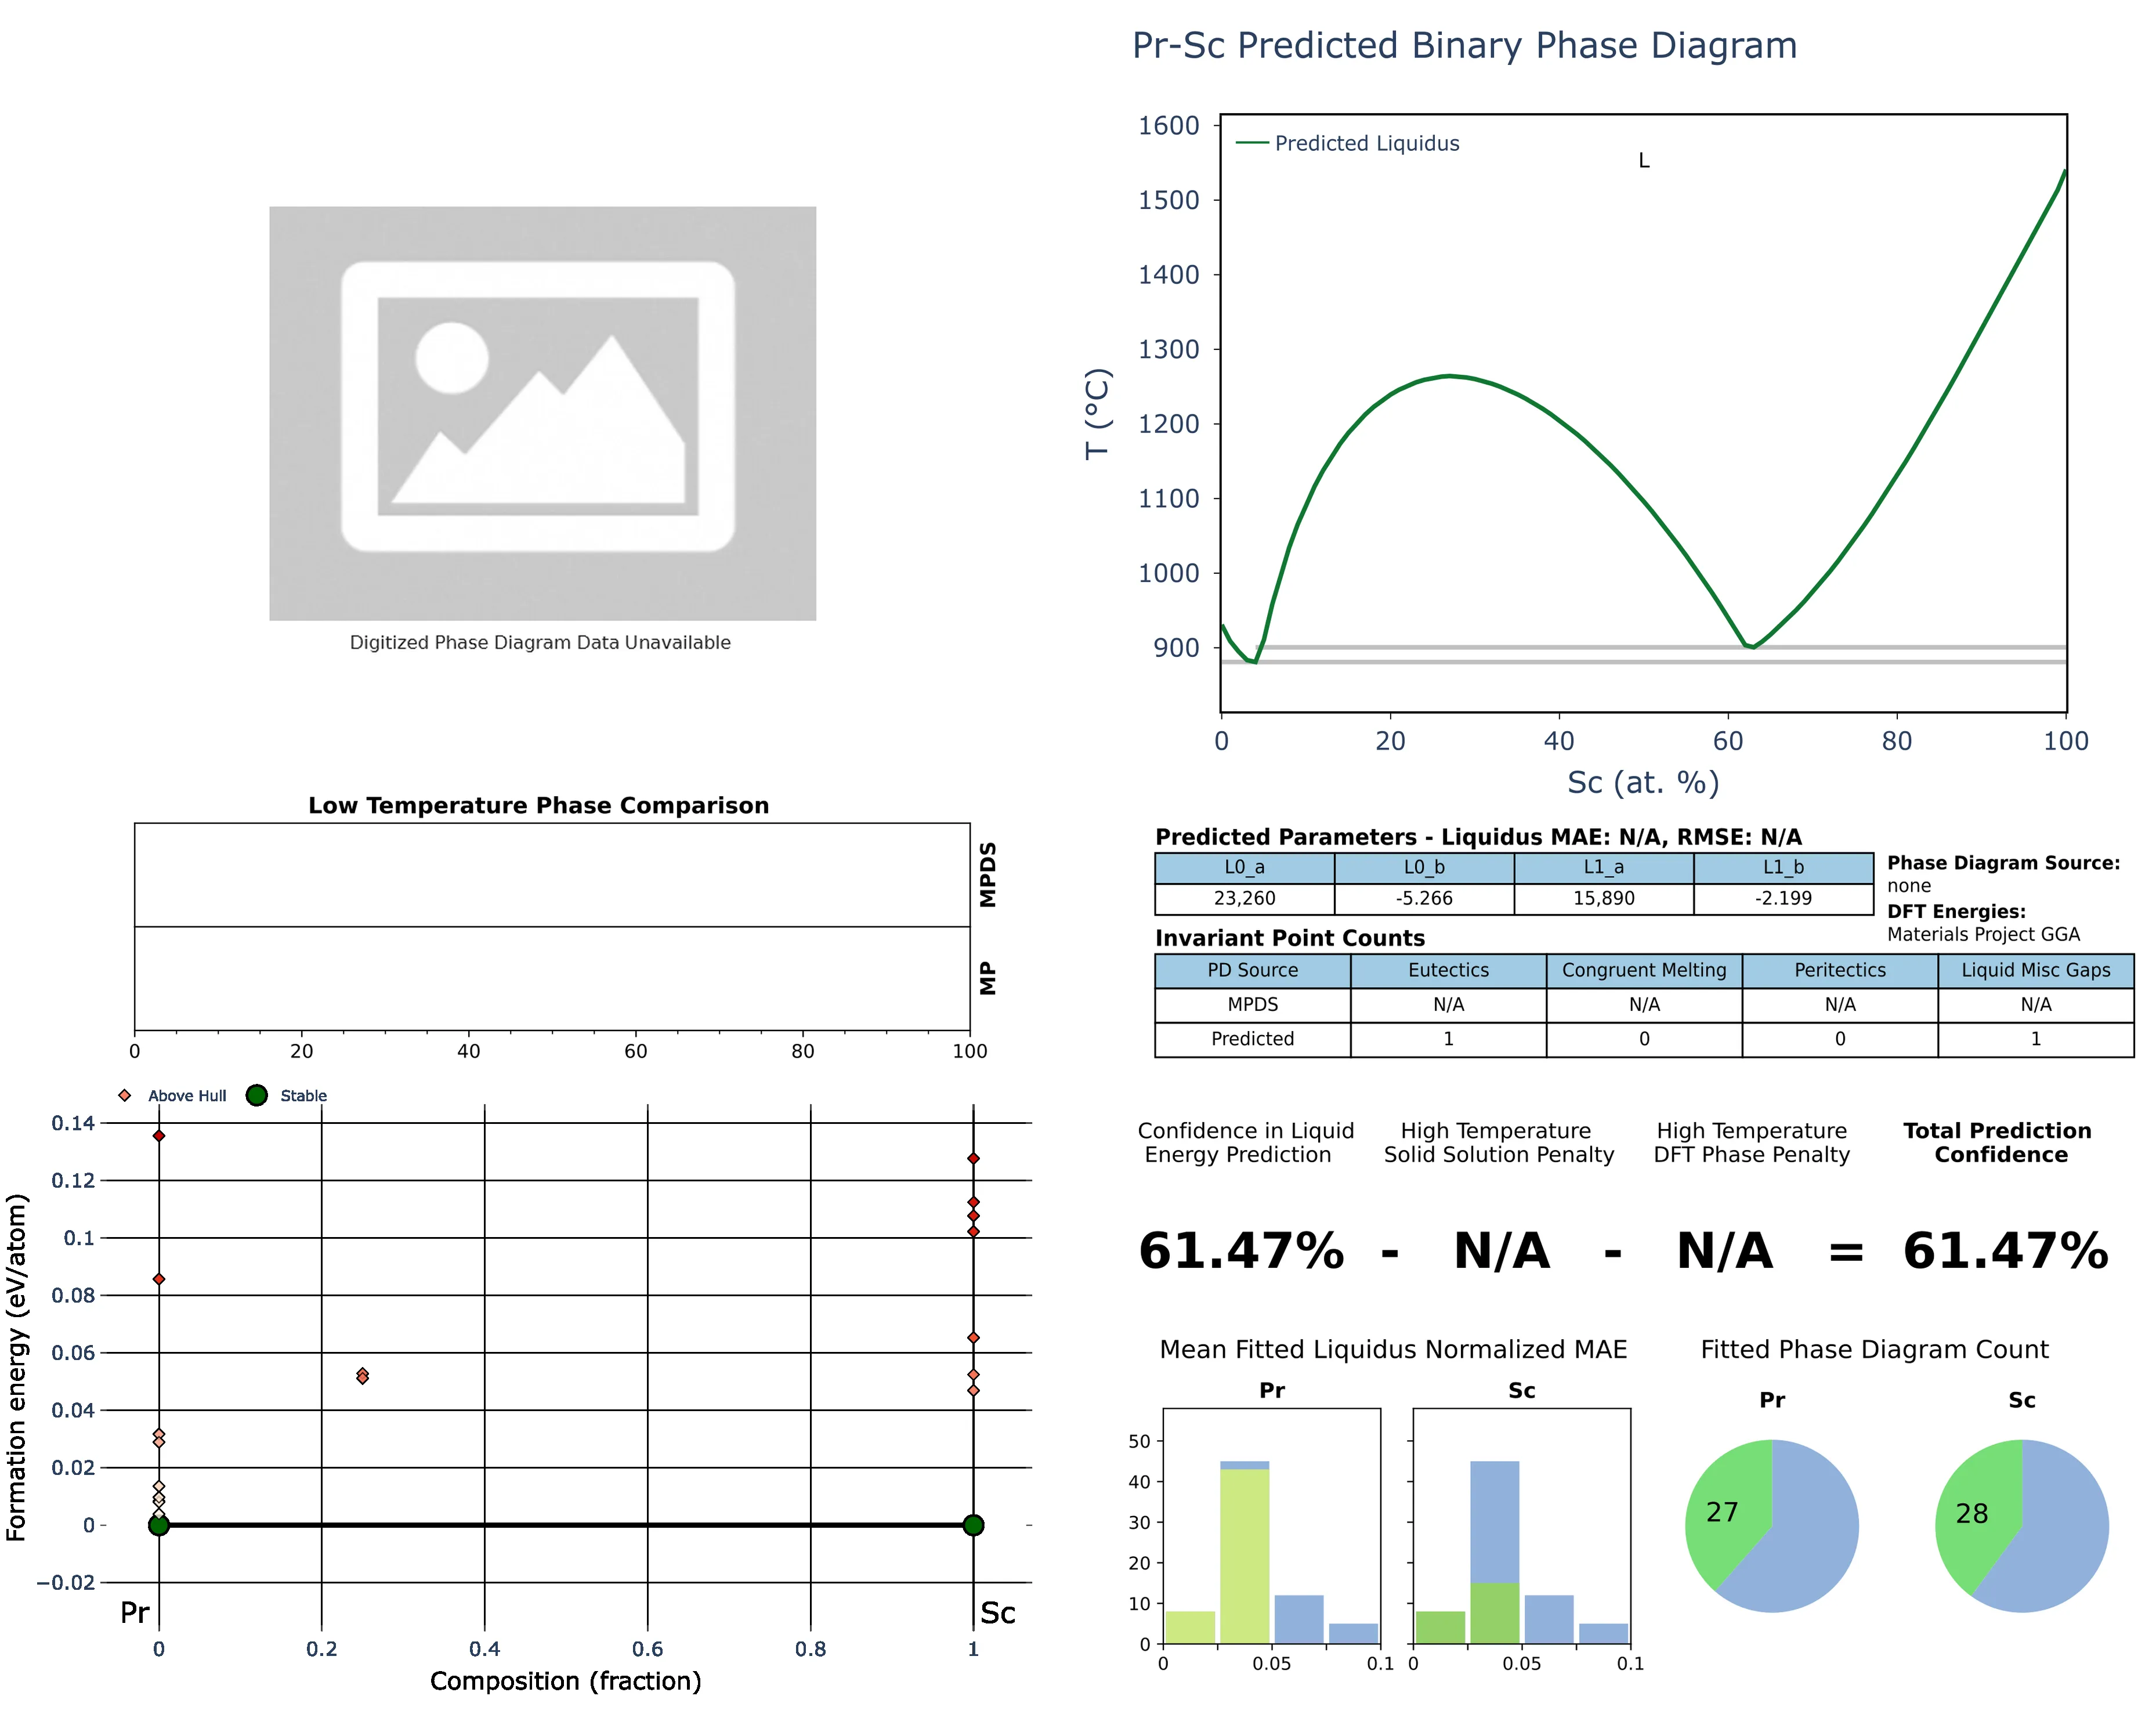 Pr-Sc Predicted Binary Phase Diagram
Digitized Phase Diagram Data Unavailable
Predicted Liquidus
L
1600
1500
1400
1300
1200
1100
1000
900
T (°C)
0 20 40 60 80 100
Sc (at. %)
Low Temperature Phase Comparison
MPDS
MP
0 20 40 60 80 100
Predicted Parameters - Liquidus MAE: N/A, RMSE: N/A
L0_a L0_b L1_a L1_b
23,260 -5.266 15,890 -2.199
Phase Diagram Source:
none
DFT Energies:
Materials Project GGA
Invariant Point Counts
PD Source Eutectics Congruent Melting Peritectics Liquid Misc Gaps
MPDS N/A N/A N/A N/A
Predicted 1 0 0 1
Above Hull Stable
0.14
0.12
0.1
0.08
0.06
0.04
0.02
0
−0.02
Formation energy (eV/atom)
Pr Sc
0 0.2 0.4 0.6 0.8 1
Composition (fraction)
Confidence in Liquid
Energy Prediction
High Temperature
Solid Solution Penalty
High Temperature
DFT Phase Penalty
Total Prediction
Confidence
61.47% - N/A - N/A = 61.47%
Mean Fitted Liquidus Normalized MAE
Pr Sc
50
40
30
20
10
0
0 0.05 0.1 0 0.05 0.1
Fitted Phase Diagram Count
Pr Sc
27 28